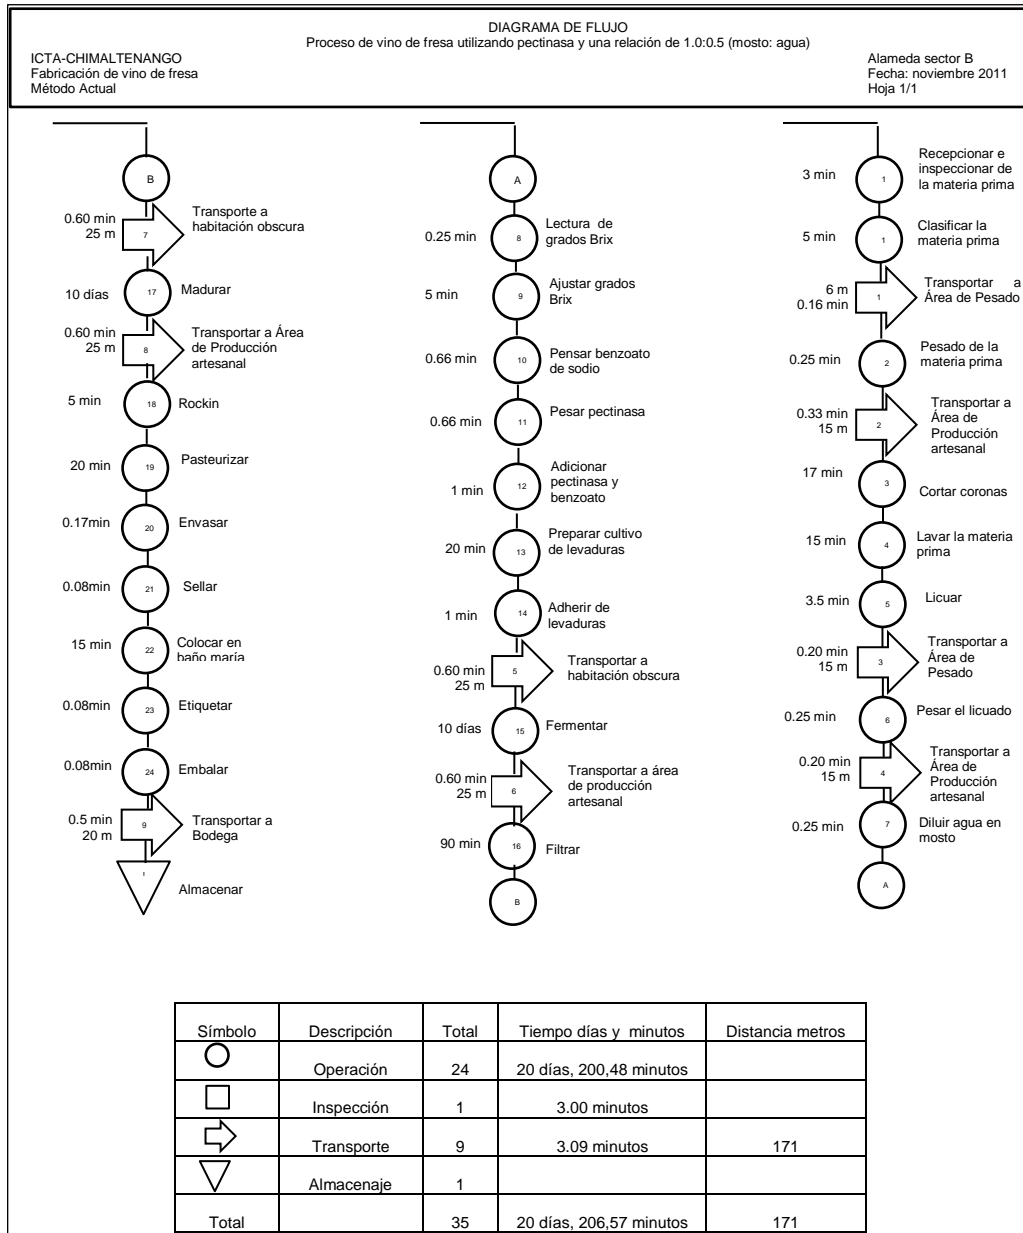 DIAGRAMA DE FLUJO
Proceso de vino de fresa utilizando pectinasa y una relación de 1.0:0.5 (mosto: agua)
ICTA-CHIMALTENANGO
Fabricación de vino de fresa
Método Actual
Alameda sector B
Fecha: noviembre 2011
Hoja 1/1
B
0.60 min
25 m
7
Transporte a
habitación obscura
10 días
17
Madurar
0.60 min
25 m
8
Transportar a Área
de Producción
artesanal
5 min
18
Rockin
20 min
19
Pasteurizar
0.17min
20
Envasar
0.08min
21
Sellar
15 min
22
Colocar en
baño maría
0.08min
23
Etiquetar
0.08min
24
Embalar
0.5 min
20 m
9
Transportar a
Bodega
I
Almacenar
A
0.25 min
8
Lectura de
grados Brix
5 min
9
Ajustar grados
Brix
0.66 min
10
Pensar benzoato
de sodio
0.66 min
11
Pesar pectinasa
1 min
12
Adicionar
pectinasa y
benzoato
20 min
13
Preparar cultivo
de levaduras
1 min
14
Adherir de
levaduras
0.60 min
25 m
5
Transportar a
habitación obscura
10 días
15
Fermentar
0.60 min
25 m
6
Transportar a área
de producción
artesanal
90 min
16
Filtrar
B
3 min
1
Recepcionar e
inspeccionar de
la materia prima
5 min
1
Clasificar la
materia prima
6 m
0.16 min
1
Transportar a
Área de Pesado
0.25 min
2
Pesado de la
materia prima
0.33 min
15 m
2
Transportar a
Área de
Producción
artesanal
17 min
3
Cortar coronas
15 min
4
Lavar la materia
prima
3.5 min
5
Licuar
0.20 min
15 m
3
Transportar a
Área de
Pesado
0.25 min
6
Pesar el licuado
0.20 min
15 m
4
Transportar a
Área de
Producción
artesanal
0.25 min
7
Diluir agua en
mosto
A
Símbolo Descripción Total Tiempo días y minutos Distancia metros
Operación 24 20 días, 200,48 minutos
Inspección 1 3.00 minutos
Transporte 9 3.09 minutos 171
Almacenaje 1
Total 35 20 días, 206,57 minutos 171